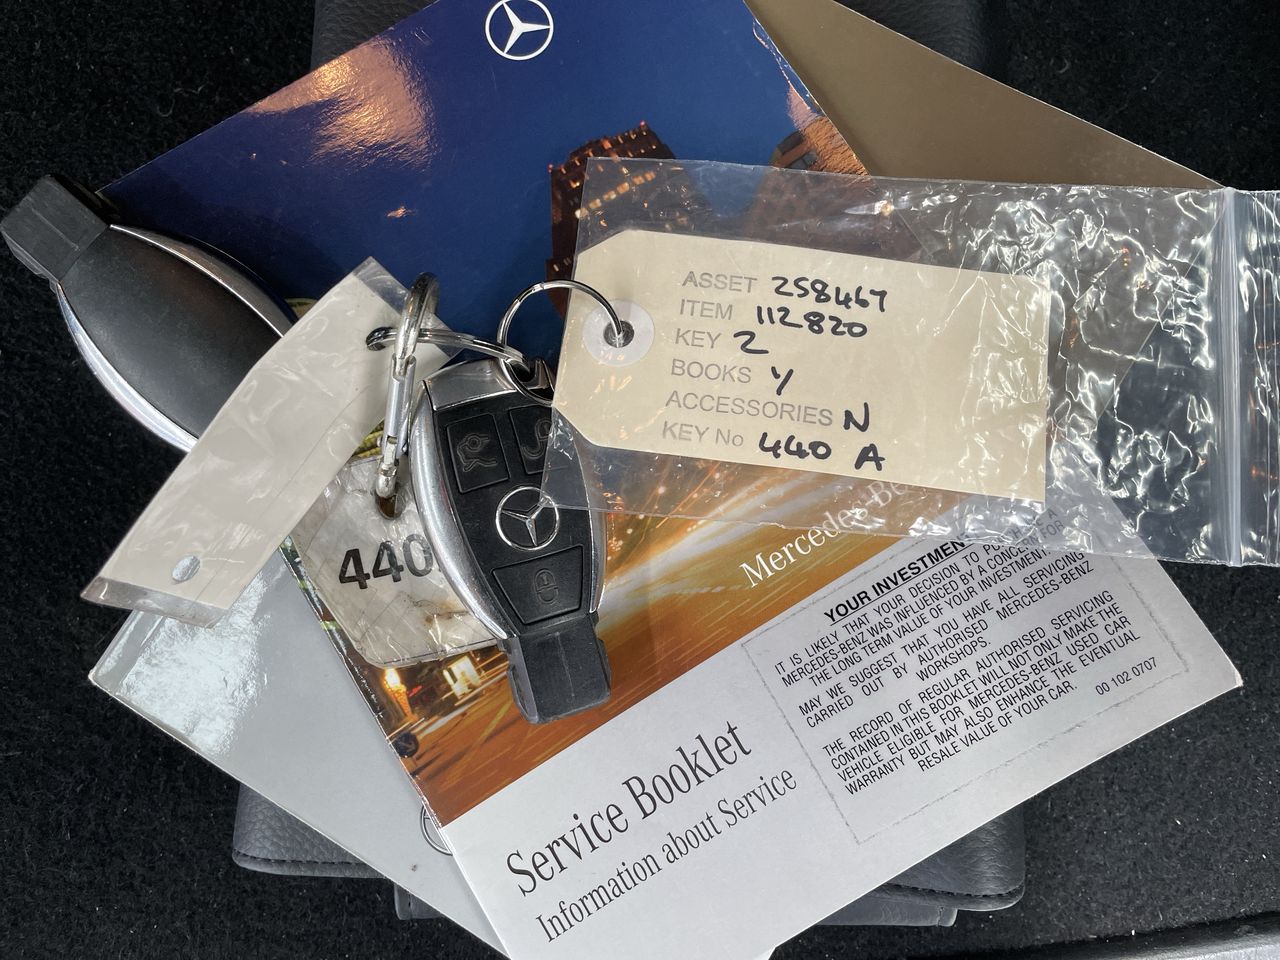 ASSET 258467
ITEM 112820
KEY 2
BOOKS Y
ACCESSORIES N
KEY No 440 A
440
Mercedes-Be
YOUR INVESTMEN
IT IS LIKELY THAT YOUR DECISION TO PURCHASE A
MERCEDES-BENZ WAS INFLUENCED BY A CONCERN FOR
THE LONG TERM VALUE OF YOUR INVESTMENT.
MAY WE SUGGEST THAT YOU HAVE ALL SERVICING
CARRIED OUT BY AUTHORISED MERCEDES-BENZ
WORKSHOPS.
THE RECORD OF REGULAR AUTHORISED SERVICING
CONTAINED IN THIS BOOKLET WILL NOT ONLY MAKE THE
VEHICLE ELIGIBLE FOR MERCEDES-BENZ USED CAR
WARRANTY BUT MAY ALSO ENHANCE THE EVENTUAL
RESALE VALUE OF YOUR CAR.
00 102 0707
Service Booklet
Information about Service